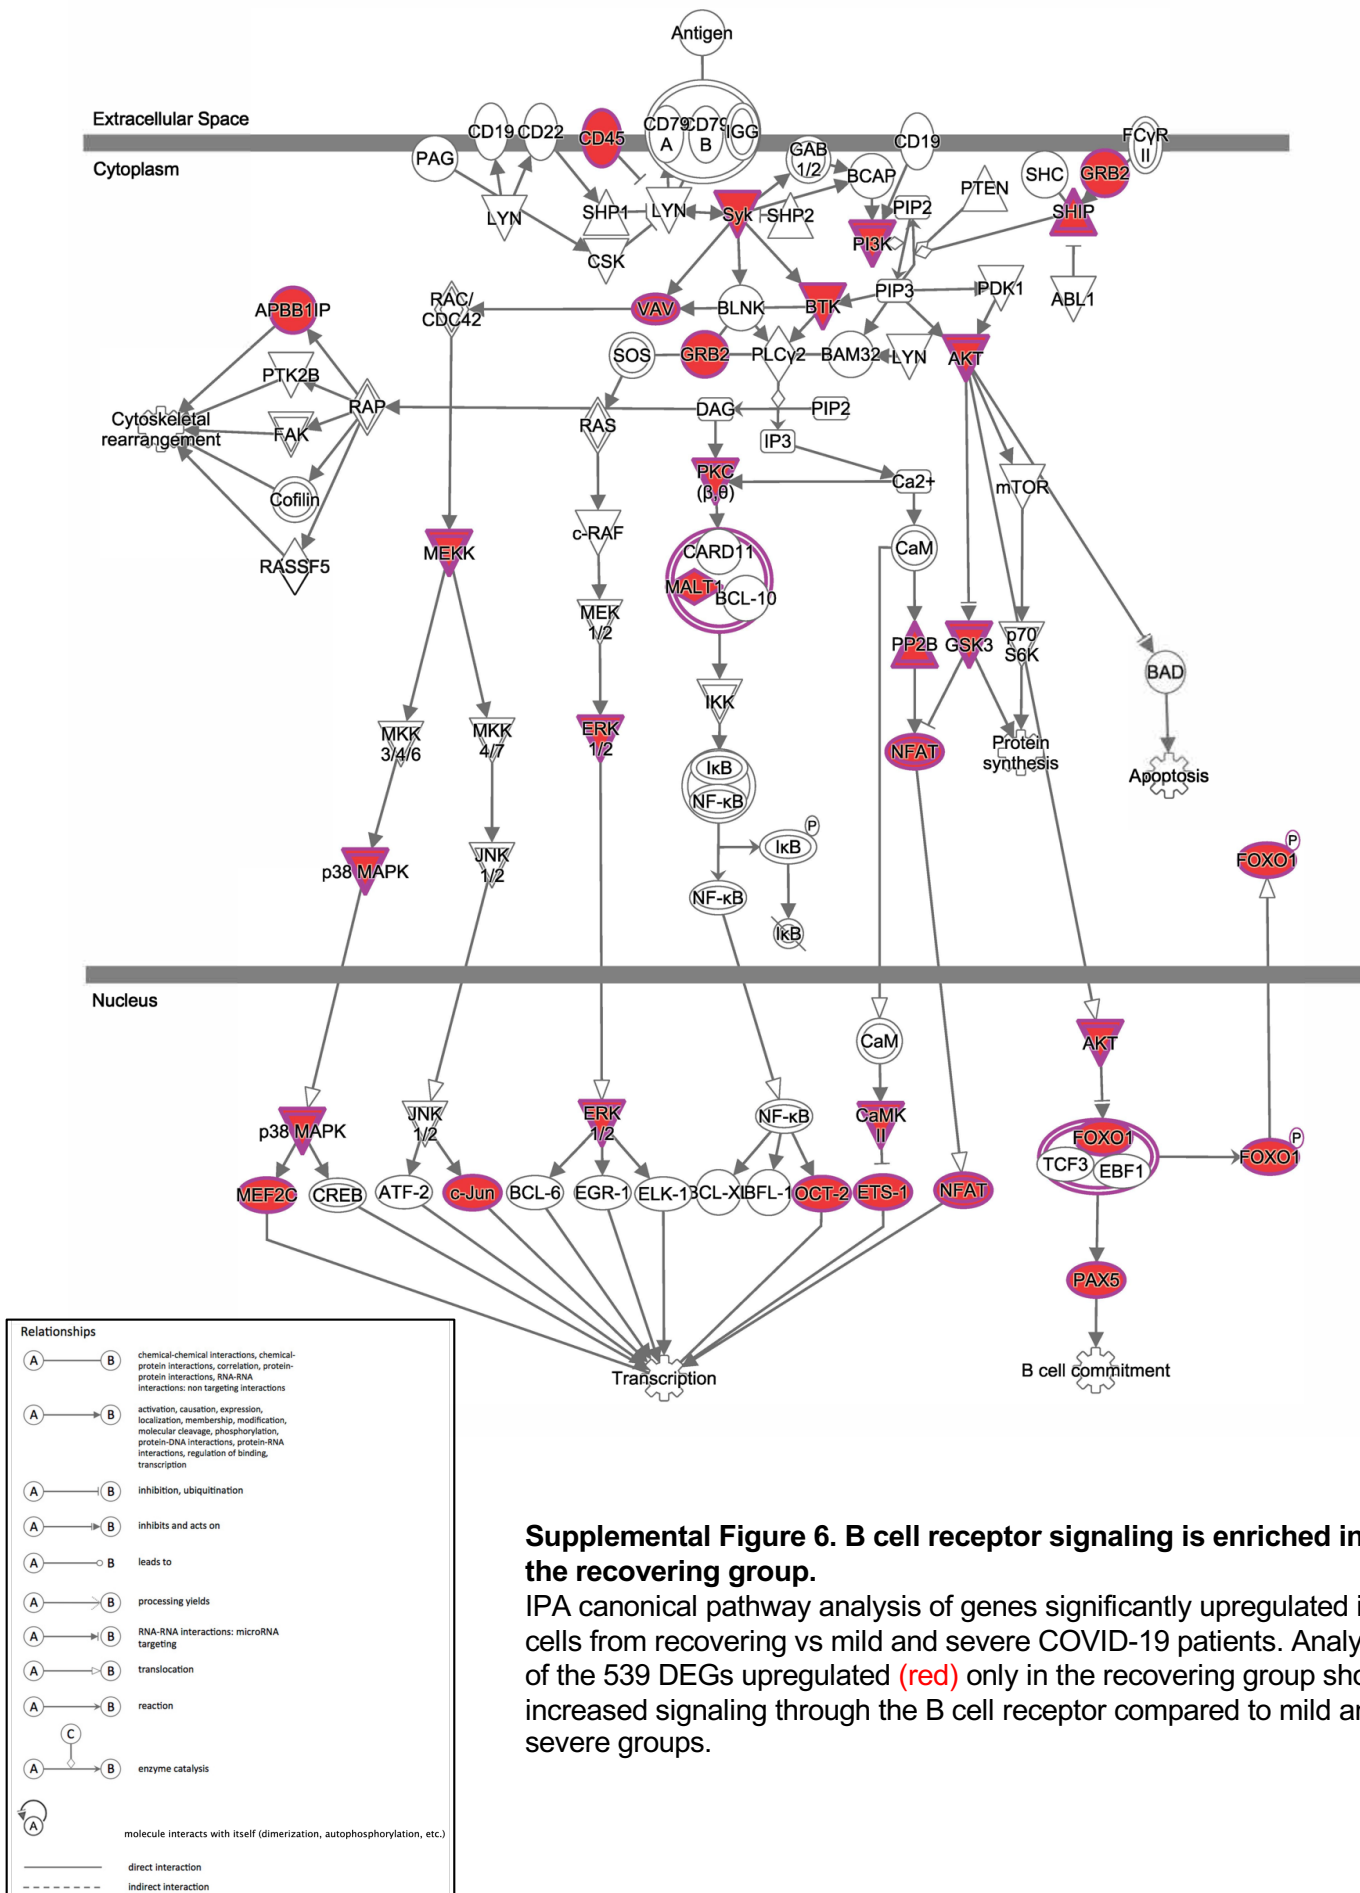 Antigen
Extracellular Space
Cytoplasm
PAG
CD19
CD22
CD45
CD79
A
CD79
B
IGG
GAB
1/2
BCAP
CD19
PTEN
SHC
GRB2
FCγR
II
LYN
SHP1
LYN
Syk
SHP2
PI3K
PIP2
SHIP
CSK
APBB1IP
RAC/
CDC42
VAV
BLNK
BTK
PIP3
PDK1
ABL1
PTK2B
SOS
GRB2
PLCγ2
BAM32
LYN
AKT
Cytoskeletal
rearrangement
FAK
RAP
RAS
DAG
PIP2
IP3
Cofilin
PKC
(β,θ)
Ca2+
mTOR
RASSF5
MEKK
c-RAF
CARD11
MALT1
BCL-10
CaM
MEK
1/2
PP2B
GSK3
p70
S6K
BAD
IKK
MKK
3/4/6
MKK
4/7
ERK
1/2
NFAT
Protein
synthesis
Apoptosis
IκB
NF-κB
p38 MAPK
JNK
1/2
IκB
P
NF-κB
IκB
FOXO1
P
Nucleus
CaM
AKT
p38 MAPK
JNK
1/2
ERK
1/2
NF-κB
CaMK
II
FOXO1
TCF3
EBF1
FOXO1
P
MEF2C
CREB
ATF-2
c-Jun
BCL-6
EGR-1
ELK-1
BCL-XL
BFL-1
OCT-2
ETS-1
NFAT
PAX5
Transcription
B cell commitment
Relationships
A B chemical-chemical interactions, chemical-
protein interactions, correlation, protein-
protein interactions, RNA-RNA
interactions: non targeting interactions
A B activation, causation, expression,
localization, membership, modification,
molecular cleavage, phosphorylation,
protein-DNA interactions, protein-RNA
interactions, regulation of binding,
transcription
A B inhibition, ubiquitination
A B inhibits and acts on
A B leads to
A B processing yields
A B RNA-RNA interactions: microRNA
targeting
A B translocation
A B reaction
C
A B enzyme catalysis
A
molecule interacts with itself (dimerization, autophosphorylation, etc.)
direct interaction
indirect interaction
Supplemental Figure 6. B cell receptor signaling is enriched in
the recovering group.
IPA canonical pathway analysis of genes significantly upregulated i
cells from recovering vs mild and severe COVID-19 patients. Analy
of the 539 DEGs upregulated (red) only in the recovering group sho
increased signaling through the B cell receptor compared to mild a
severe groups.